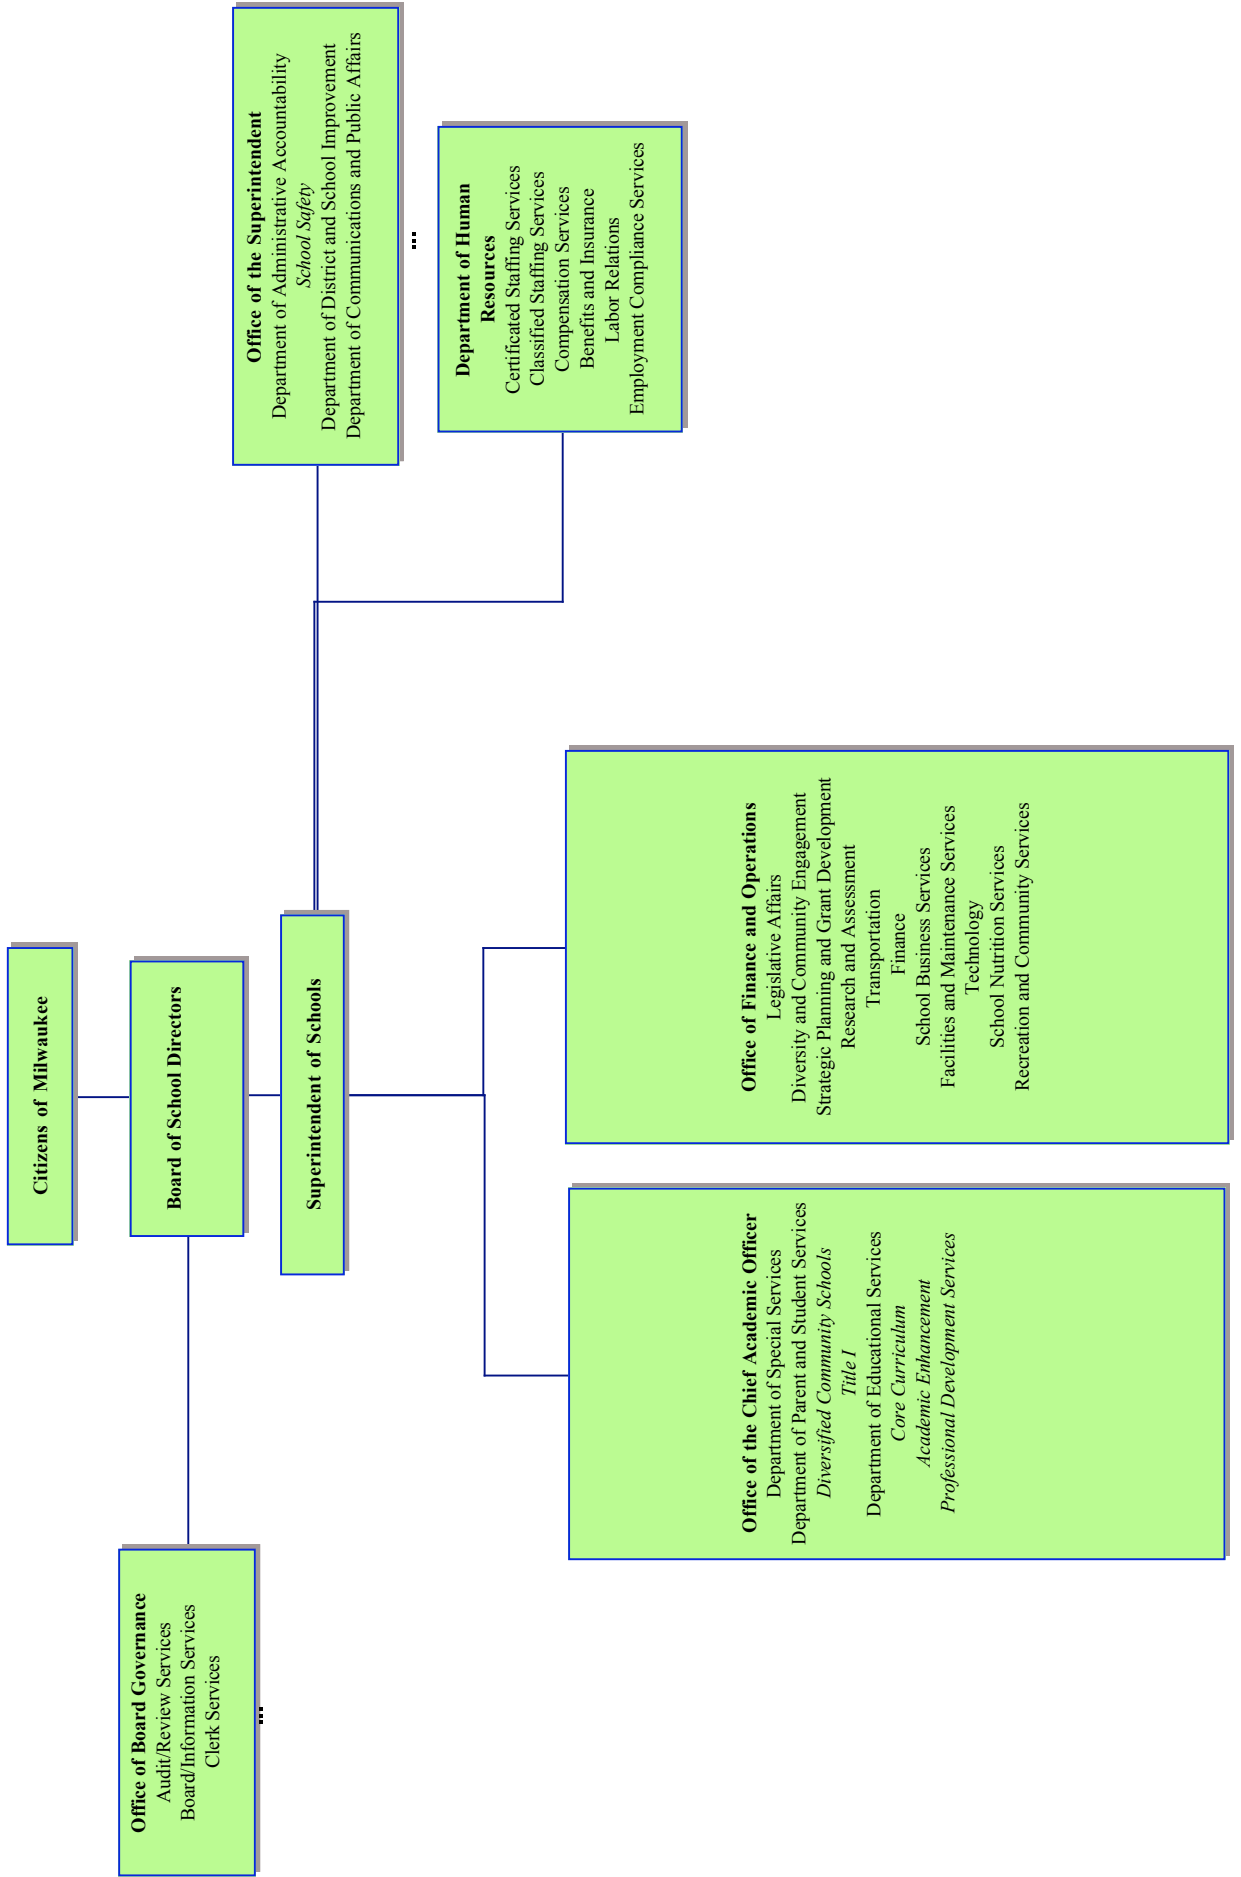 Citizens of Milwaukee
Board of School Directors
Office of Board Governance
Audit/Review Services
Board/Information Services
Clerk Services
Superintendent of Schools
Office of the Superintendent
Department of Administrative Accountability
School Safety
Department of District and School Improvement
Department of Communications and Public Affairs
Department of Human
Resources
Certificated Staffing Services
Classified Staffing Services
Compensation Services
Benefits and Insurance
Labor Relations
Employment Compliance Services
Office of the Chief Academic Officer
Department of Special Services
Department of Parent and Student Services
Diversified Community Schools
Title I
Department of Educational Services
Core Curriculum
Academic Enhancement
Professional Development Services
Office of Finance and Operations
Legislative Affairs
Diversity and Community Engagement
Strategic Planning and Grant Development
Research and Assessment
Transportation
Finance
School Business Services
Facilities and Maintenance Services
Technology
School Nutrition Services
Recreation and Community Services